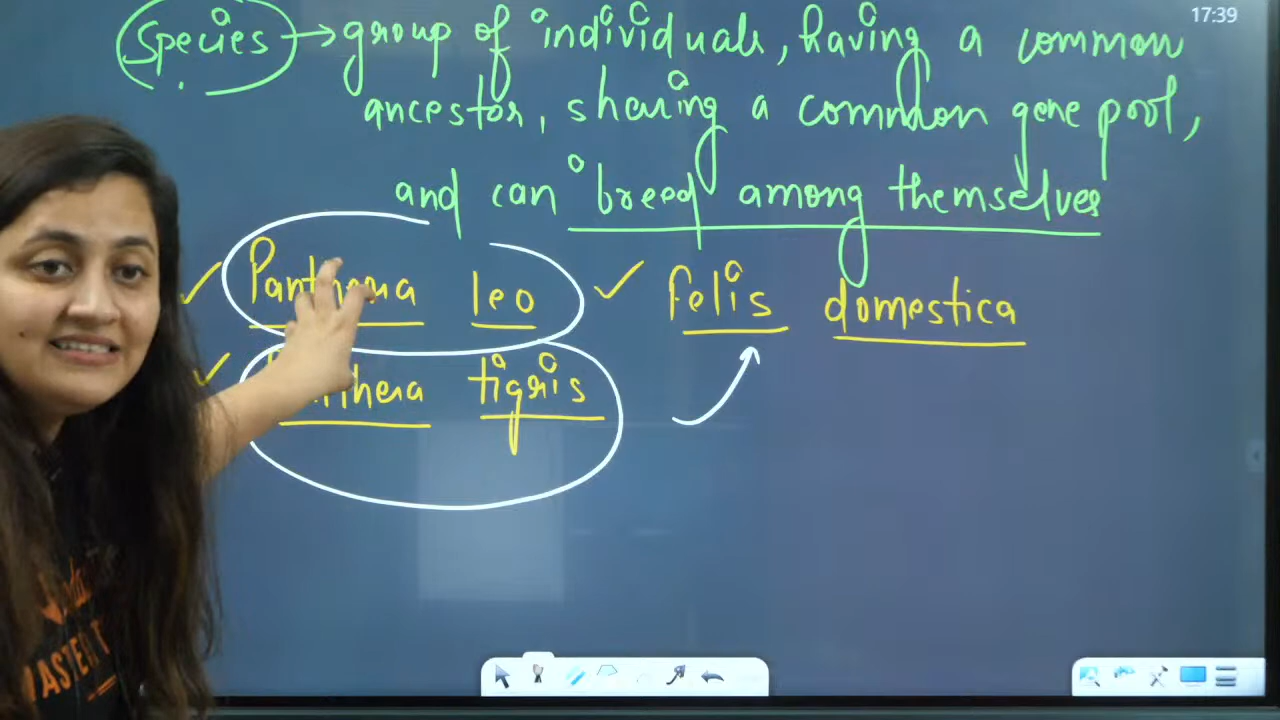 17:39
Species → group of individuals, having a common
ancestor, sharing a common gene pool,
and can breed among themselves
✓ Panthera leo ✓ Felis domestica
✓ Panthera tigris